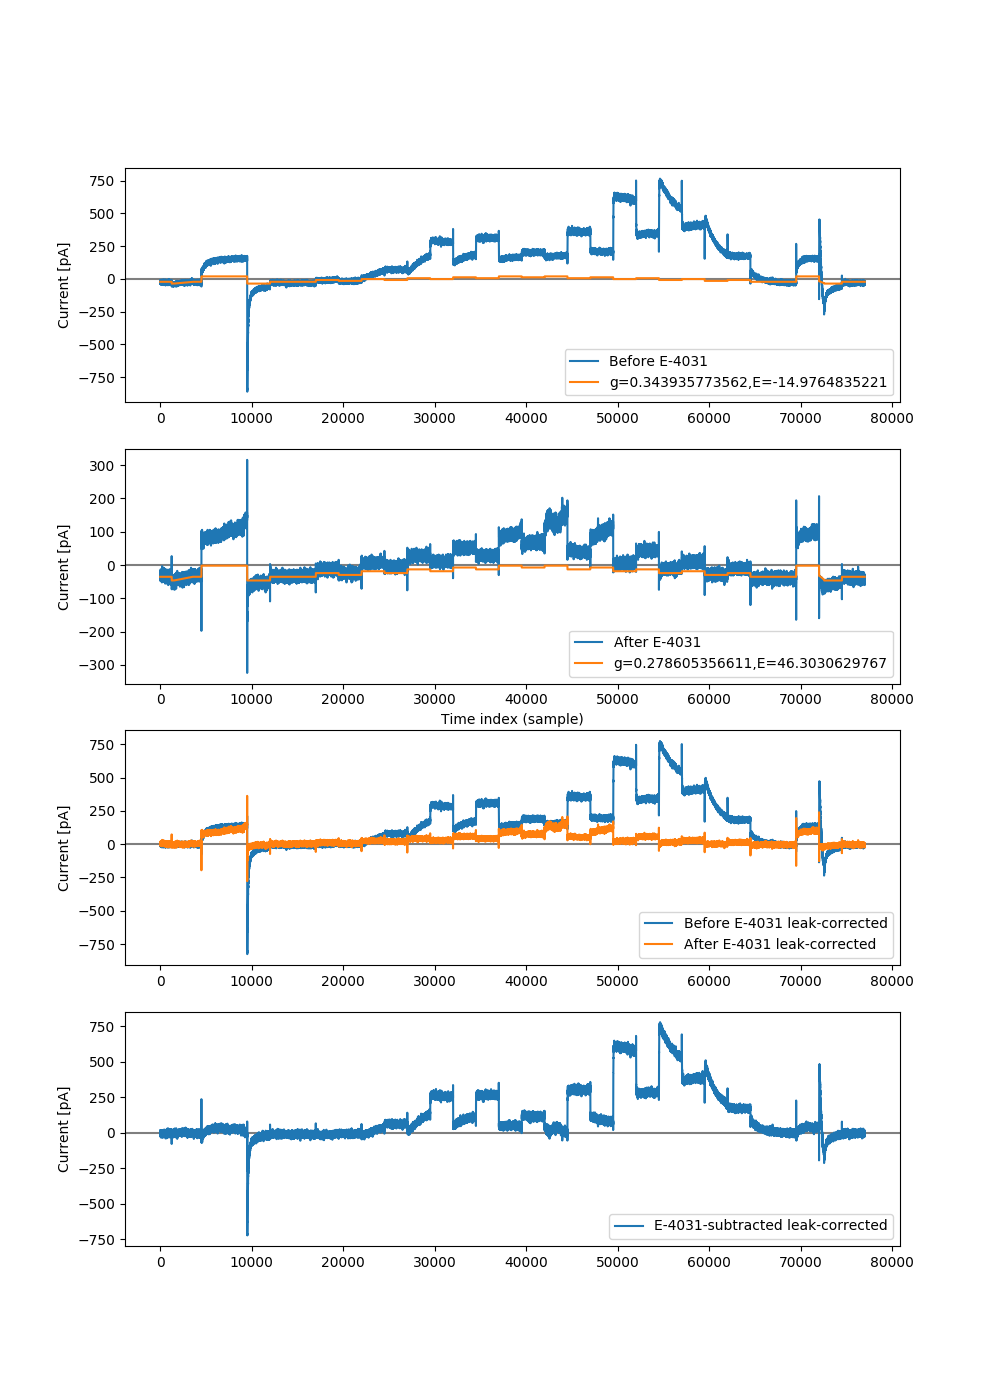 750
500
250
0
−250
−500
−750
Current [pA]
Before E-4031
g=0.343935773562,E=-14.9764835221
0 10000 20000 30000 40000 50000 60000 70000 80000
300
200
100
0
−100
−200
−300
Current [pA]
After E-4031
g=0.278605356611,E=46.3030629767
0 10000 20000 30000 40000 50000 60000 70000 80000
Time index (sample)
750
500
250
0
−250
−500
−750
Current [pA]
Before E-4031 leak-corrected
After E-4031 leak-corrected
0 10000 20000 30000 40000 50000 60000 70000 80000
750
500
250
0
−250
−500
−750
Current [pA]
E-4031-subtracted leak-corrected
0 10000 20000 30000 40000 50000 60000 70000 80000